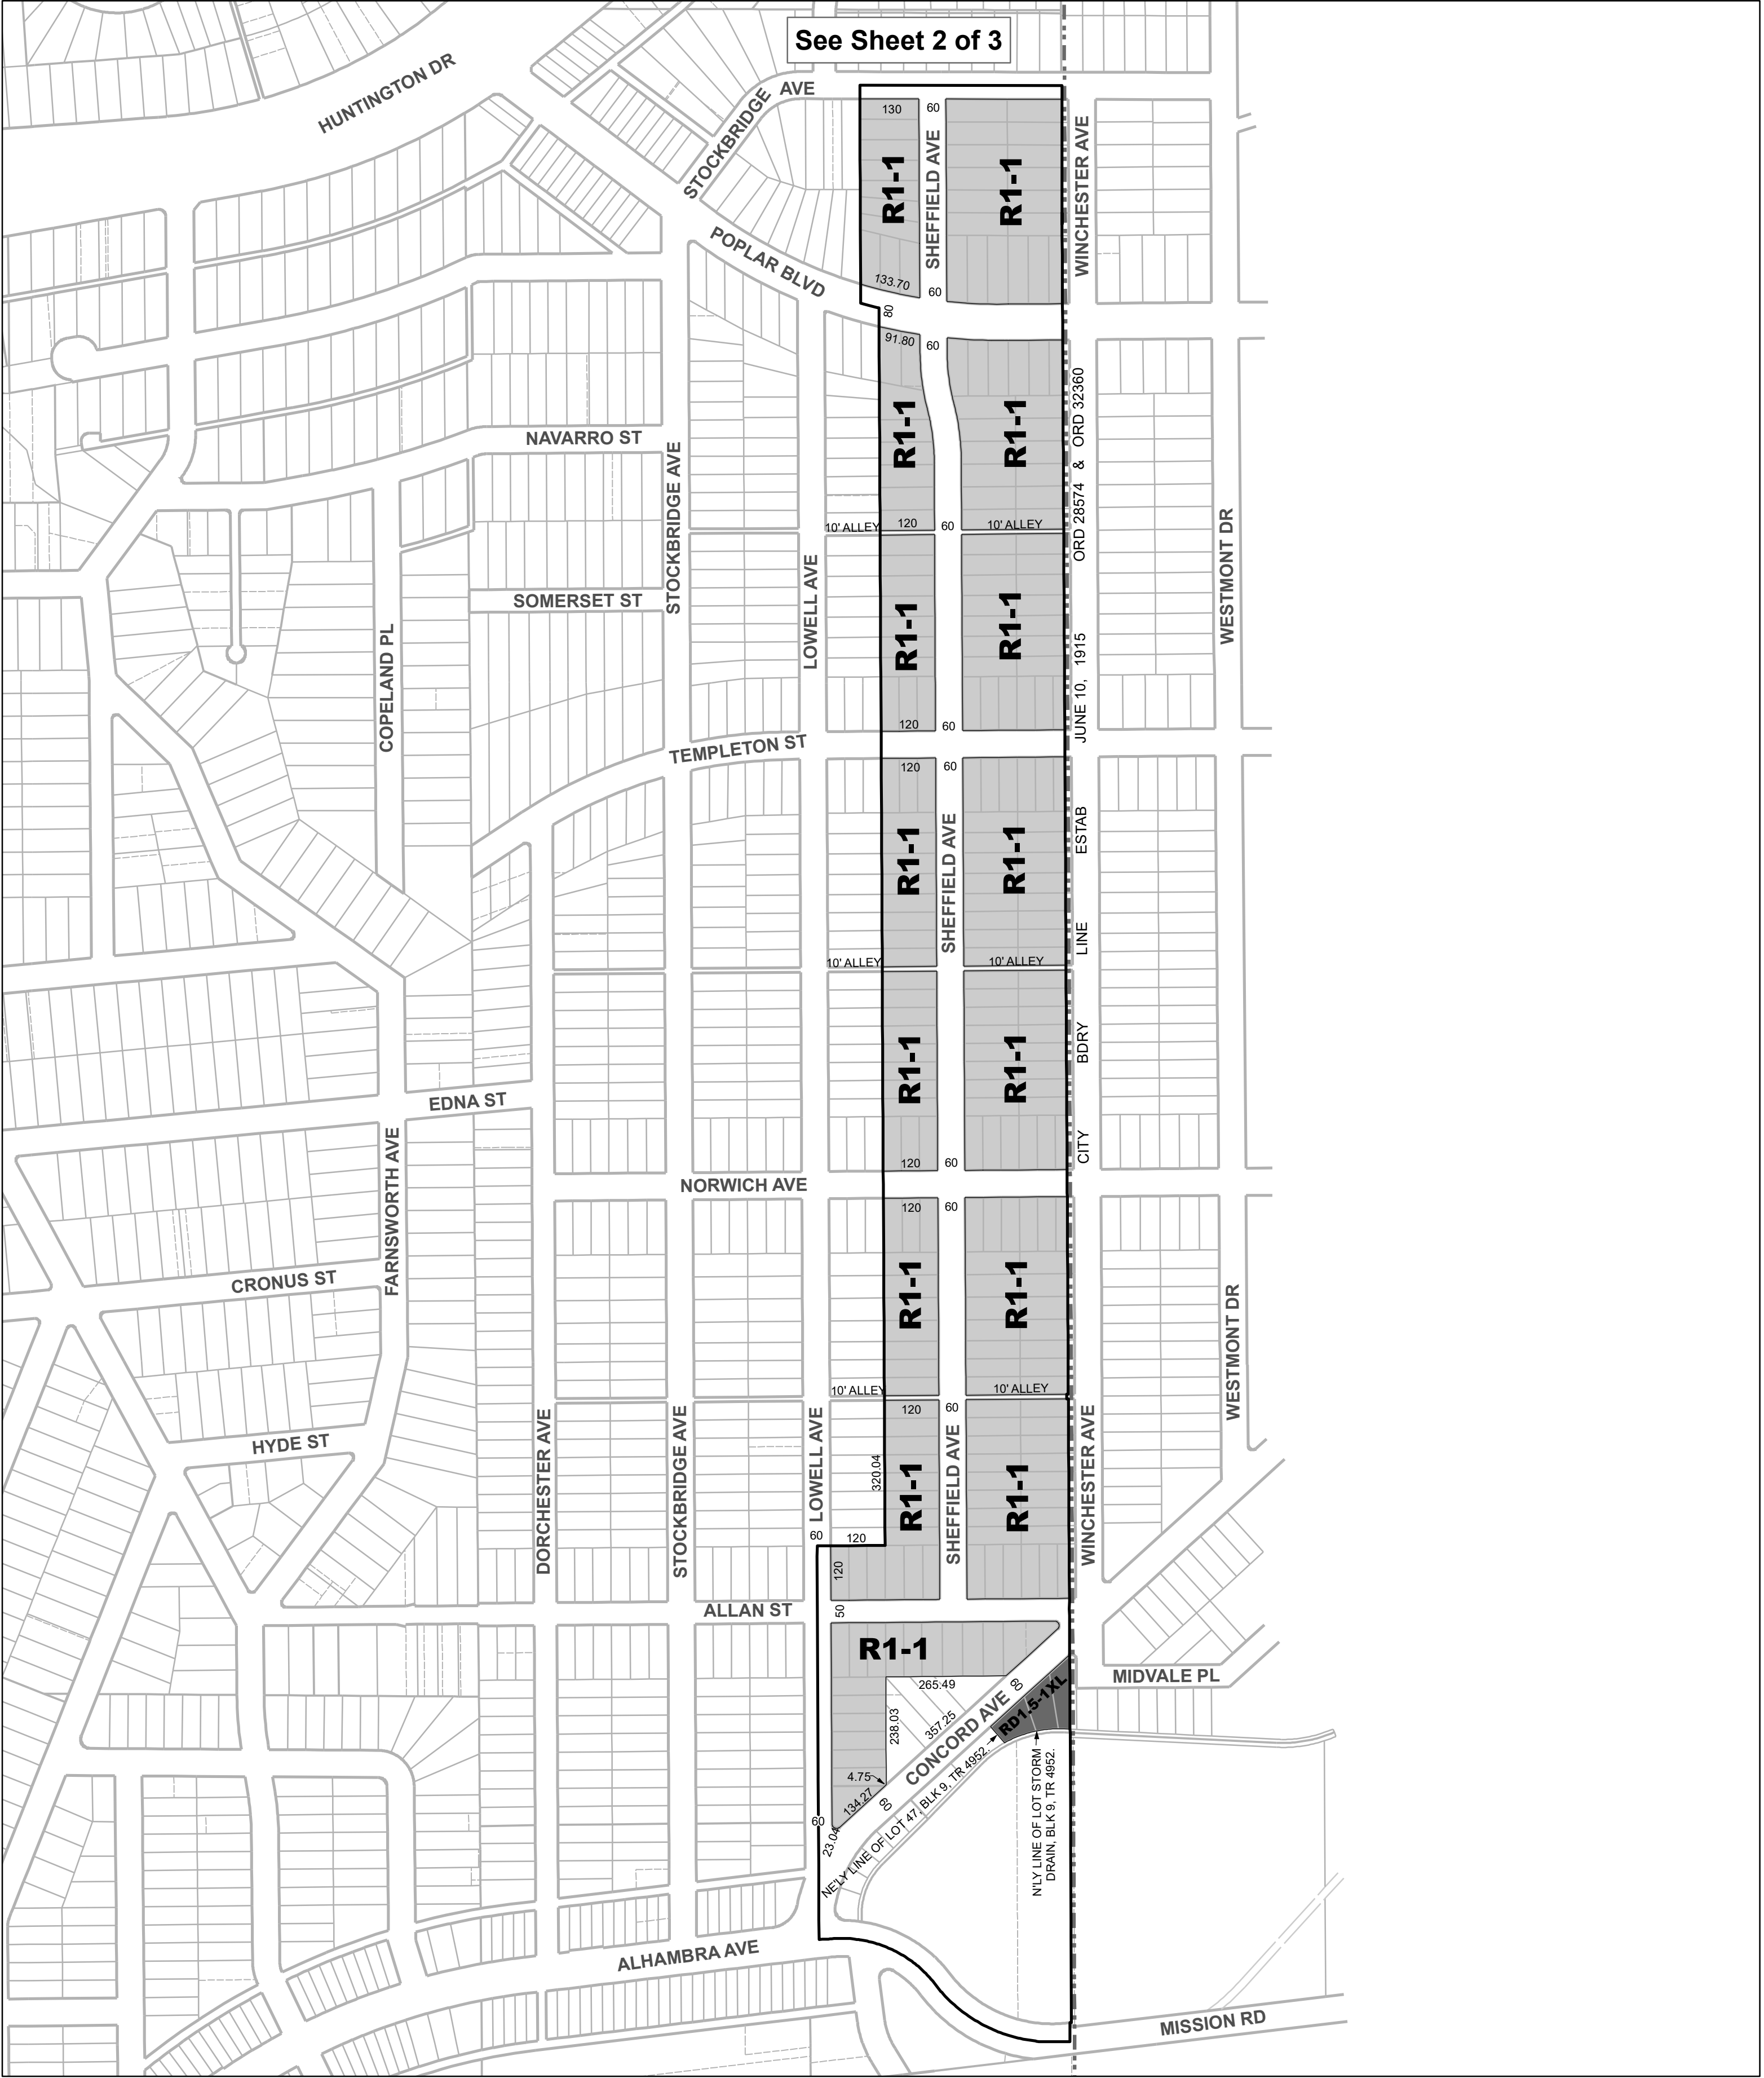 See Sheet 2 of 3
HUNTINGTON DR
STOCKBRIDGE AVE
130
60
R1-1
SHEFFIELD AVE
R1-1
WINCHESTER AVE
POPLAR BLVD
133.70
60
80
91.80
60
R1-1
R1-1
ORD 28574 & ORD 32360
NAVARRO ST
STOCKBRIDGE AVE
10' ALLEY
120
60
10' ALLEY
WESTMONT DR
LOWELL AVE
SOMERSET ST
R1-1
R1-1
COPELAND PL
JUNE 10, 1915
120
60
TEMPLETON ST
120
60
R1-1
SHEFFIELD AVE
R1-1
ESTAB
LINE
10' ALLEY
10' ALLEY
R1-1
R1-1
BDRY
EDNA ST
FARNSWORTH AVE
CITY
120
60
NORWICH AVE
120
60
CRONUS ST
R1-1
R1-1
WESTMONT DR
10' ALLEY
10' ALLEY
120
60
HYDE ST
DORCHESTER AVE
STOCKBRIDGE AVE
LOWELL AVE
320.04
R1-1
SHEFFIELD AVE
R1-1
WINCHESTER AVE
60
120
120
ALLAN ST
50
R1-1
265.49
60
RD1.5-1XL
MIDVALE PL
238.03
357.25
CONCORD AVE
4.75
134.27
60
60
23.04
NE'LY LINE OF LOT 47, BLK 9, TR 4952.
N'LY LINE OF LOT STORM
DRAIN, BLK 9, TR 4952.
ALHAMBRA AVE
MISSION RD